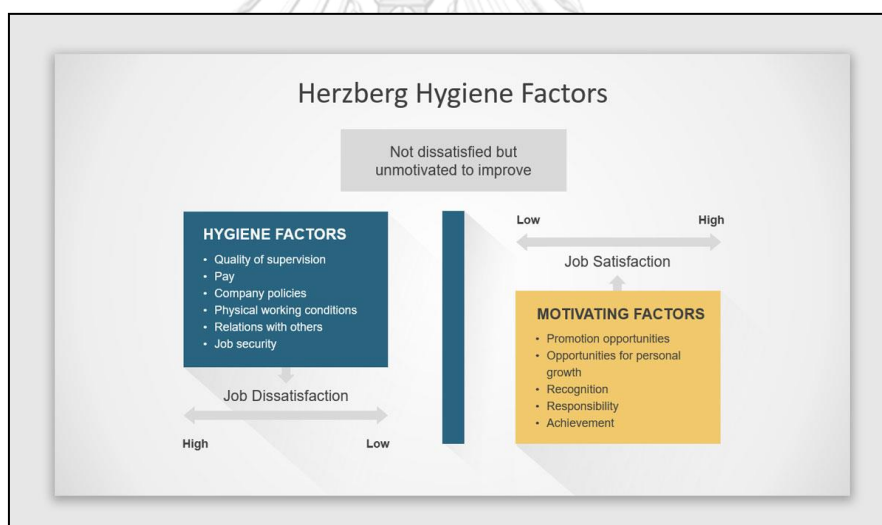 Herzberg Hygiene Factors
Not dissatisfied but
unmotivated to improve
HYGIENE FACTORS
• Quality of supervision
• Pay
• Company policies
• Physical working conditions
• Relations with others
• Job security
Job Dissatisfaction
High Low
Low High
Job Satisfaction
MOTIVATING FACTORS
• Promotion opportunities
• Opportunities for personal
growth
• Recognition
• Responsibility
• Achievement